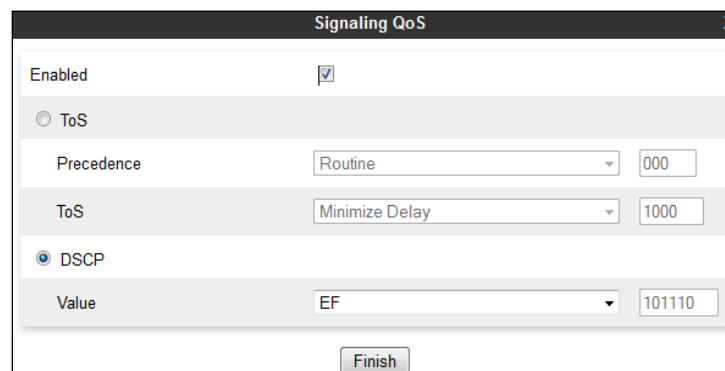 Signaling QoS
Enabled
ToS
Precedence Routine 000
ToS Minimize Delay 1000
DSCP
Value EF 101110
Finish